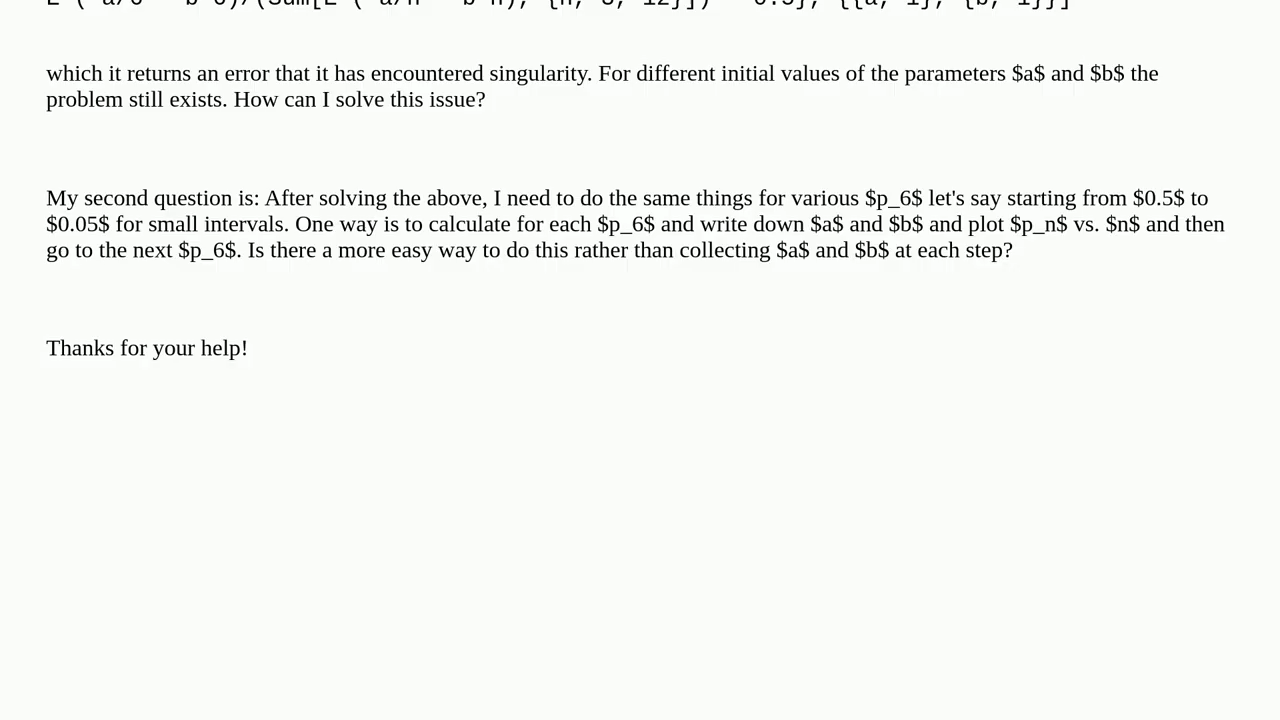 which it returns an error that it has encountered singularity. For different initial values of the parameters $a$ and $b$ the
problem still exists. How can I solve this issue?
My second question is: After solving the above, I need to do the same things for various $p_6$ let's say starting from $0.5$ to
$0.05$ for small intervals. One way is to calculate for each $p_6$ and write down $a$ and $b$ and plot $p_n$ vs. $n$ and then
go to the next $p_6$. Is there a more easy way to do this rather than collecting $a$ and $b$ at each step?
Thanks for your help!